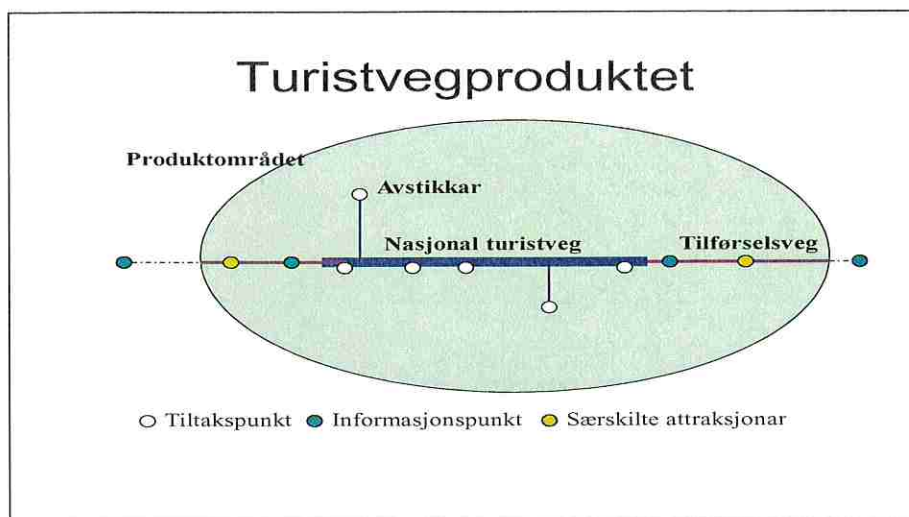 Turistvegproduktet
Produktområdet
Avstikkar
Nasjonal turistveg
Tilførselsveg
Tiltakspunkt
Informasjonspunkt
Særskilte attraksjonar